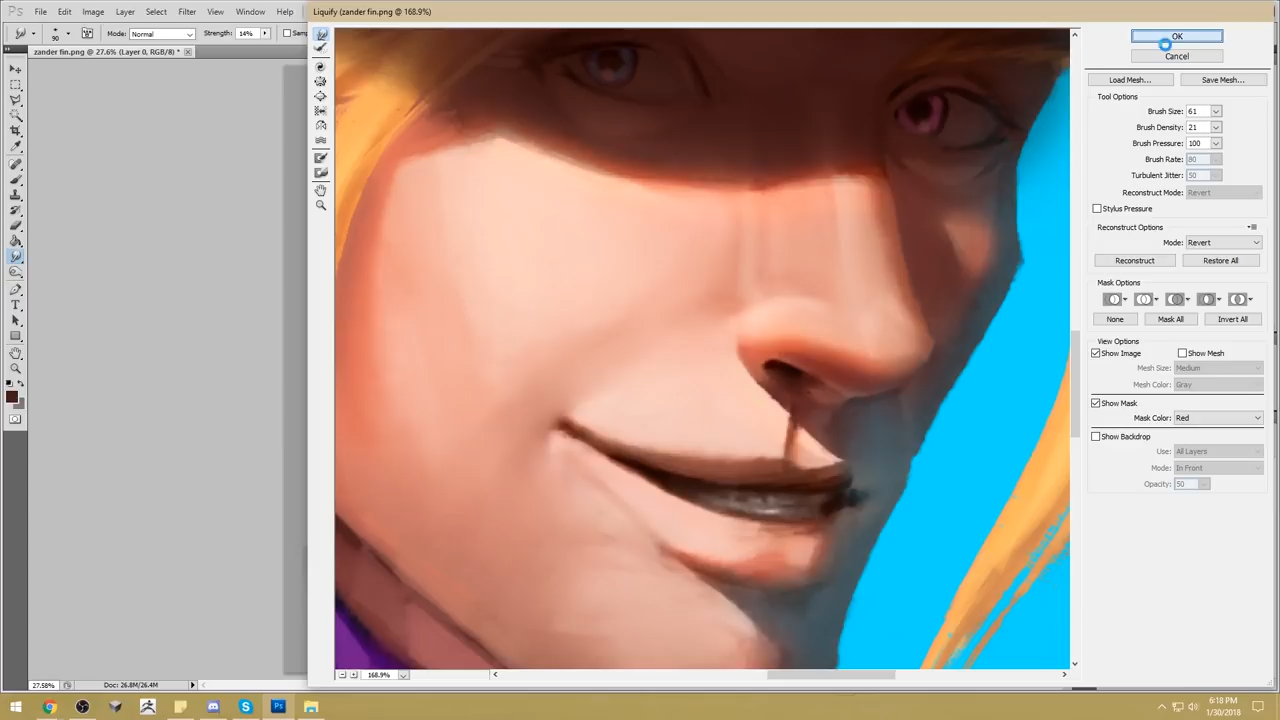 File Edit Image Layer Select Filter View Window Help
Liquify (zander fin.png @ 168.9%)
90 Mode: Normal Strength: 14%
zander fin.png @ 27.6% (Layer 0, RGB/8) *
OK
Cancel
Load Mesh... Save Mesh...
Tool Options
Brush Size: 61
Brush Density: 21
Brush Pressure: 100
Brush Rate: 80
Turbulent Jitter: 50
Reconstruct Mode: Revert
Stylus Pressure
Reconstruct Options
Mode: Revert
Reconstruct Restore All
Mask Options
None Mask All Invert All
View Options
Show Image Show Mesh
Mesh Size: Medium
Mesh Color: Gray
Show Mask
Mask Color: Red
Show Backdrop
Use: All Layers
Mode: In Front
Opacity: 50
168.9%
27.58% Doc: 26.8M/26.4M
6:18 PM
1/30/2018